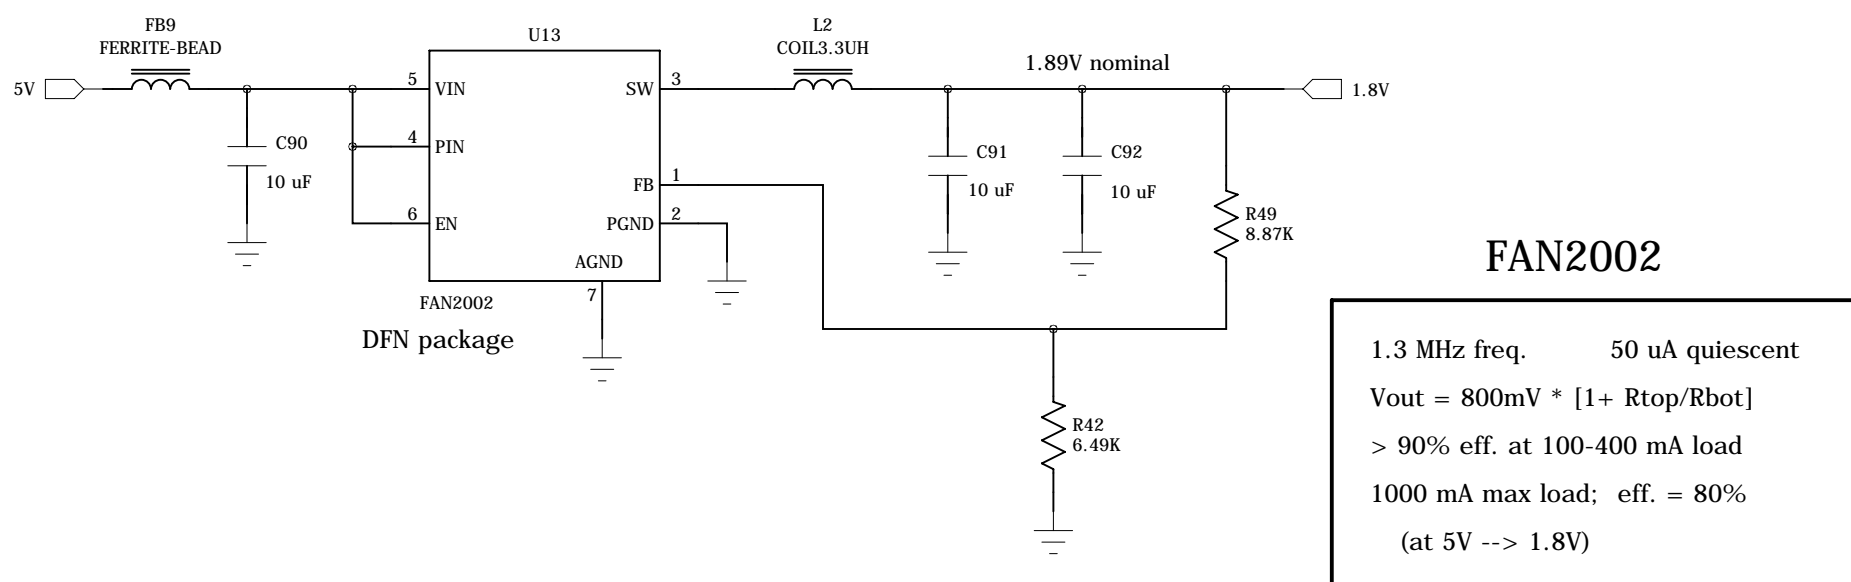 FB9
FERRITE-BEAD
5V
C90
10 uF
U13
5
VIN
4
PIN
6
EN
SW
3
FB
1
PGND
2
AGND
7
FAN2002
DFN package
L2
COIL3.3UH
1.89V nominal
1.8V
C91
10 uF
C92
10 uF
R49
8.87K
R42
6.49K
FAN2002
1.3 MHz freq. 50 uA quiescent
Vout = 800mV * [1+ Rtop/Rbot]
> 90% eff. at 100-400 mA load
1000 mA max load; eff. = 80%
(at 5V --> 1.8V)